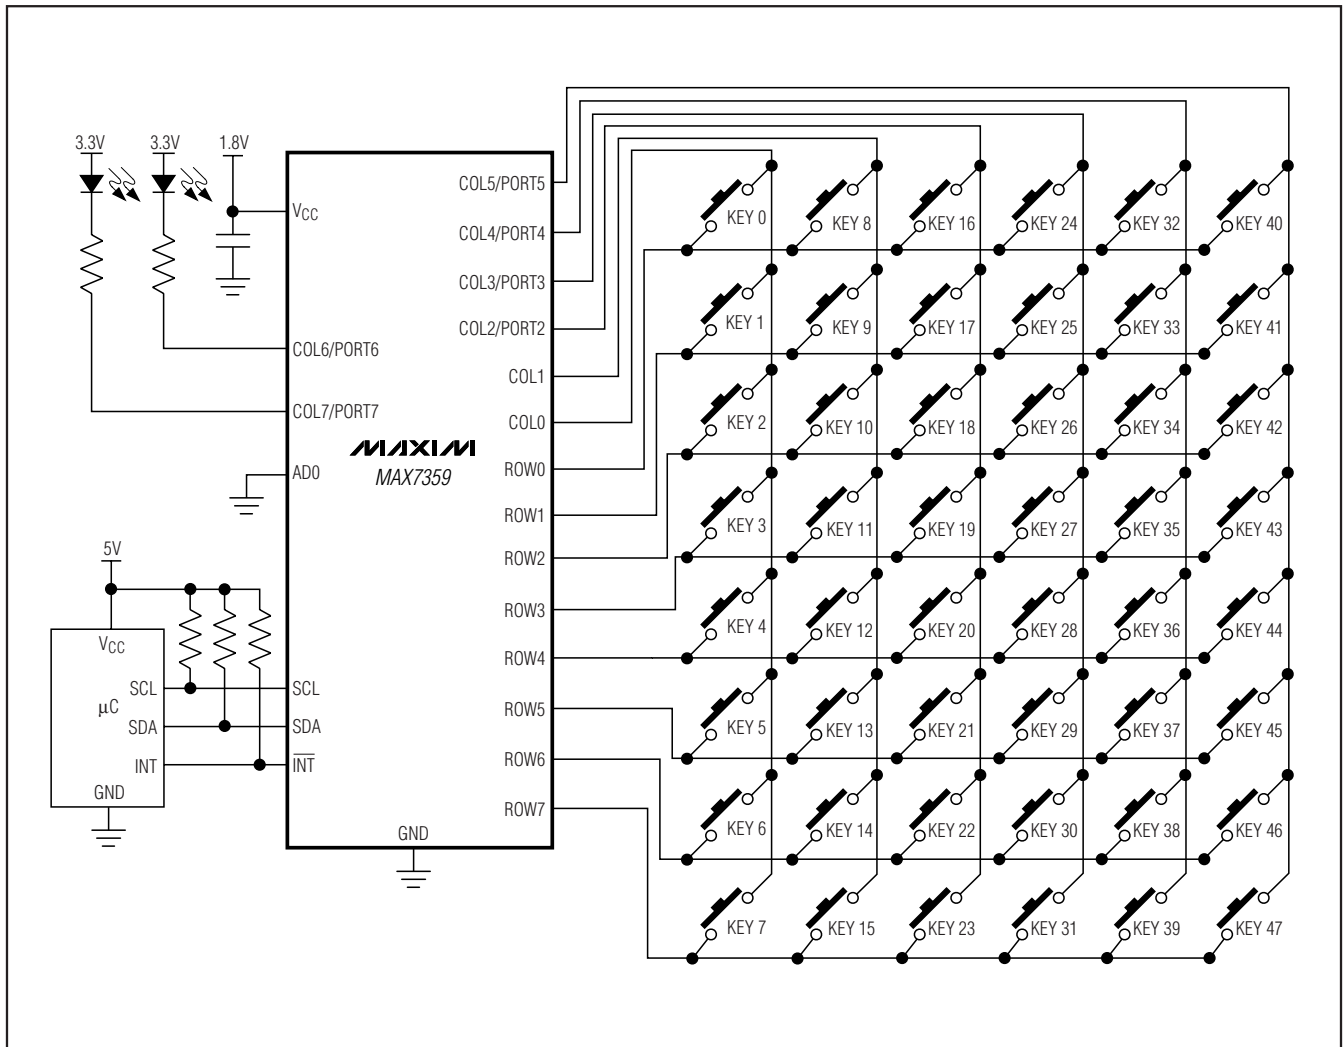 3.3V 3.3V 1.8V
COL5/PORT5
VCC
COL4/PORT4
COL3/PORT3
COL2/PORT2
COL6/PORT6
COL1
COL7/PORT7
COL0
MAXIM
MAX7359
AD0
ROW0
ROW1
ROW2
ROW3
ROW4
ROW5
ROW6
ROW7
5V
VCC
μC
SCL SCL
SDA SDA
INT INT
GND
GND
KEY 0 KEY 8 KEY 16 KEY 24 KEY 32 KEY 40
KEY 1 KEY 9 KEY 17 KEY 25 KEY 33 KEY 41
KEY 2 KEY 10 KEY 18 KEY 26 KEY 34 KEY 42
KEY 3 KEY 11 KEY 19 KEY 27 KEY 35 KEY 43
KEY 4 KEY 12 KEY 20 KEY 28 KEY 36 KEY 44
KEY 5 KEY 13 KEY 21 KEY 29 KEY 37 KEY 45
KEY 6 KEY 14 KEY 22 KEY 30 KEY 38 KEY 46
KEY 7 KEY 15 KEY 23 KEY 31 KEY 39 KEY 47